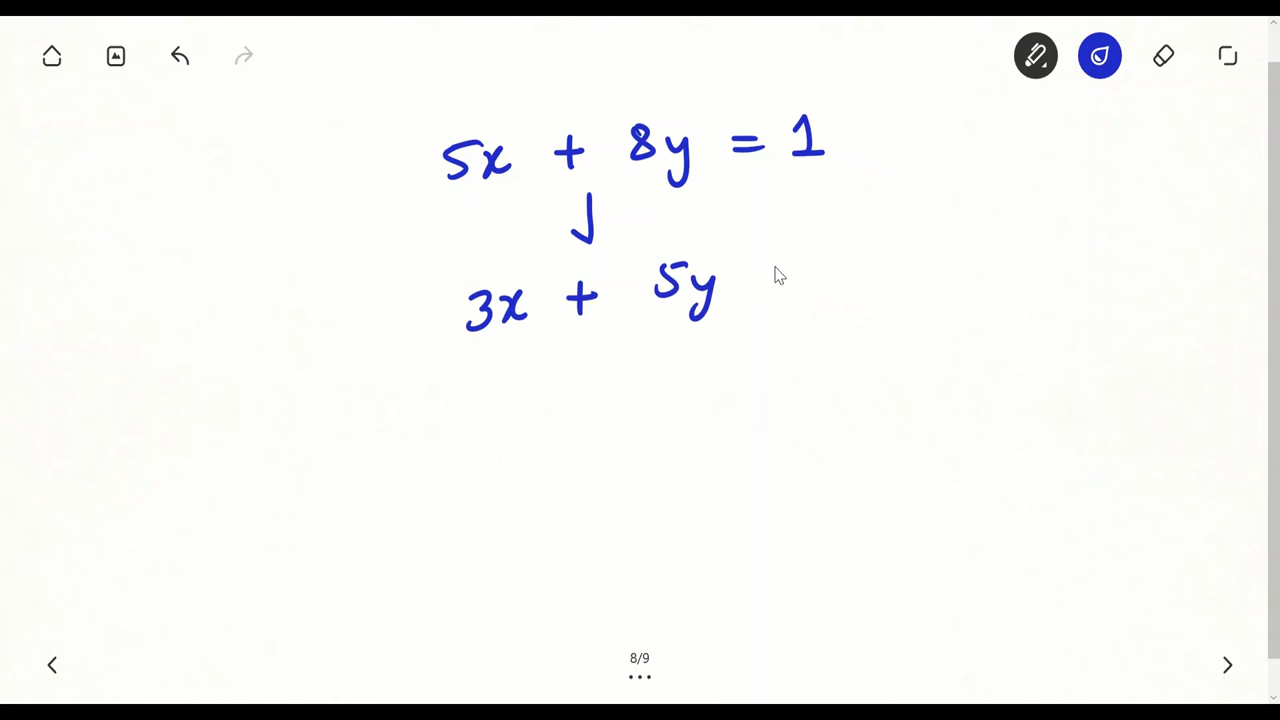 5x + 8y = 1
↓
3x + 5y
8/9